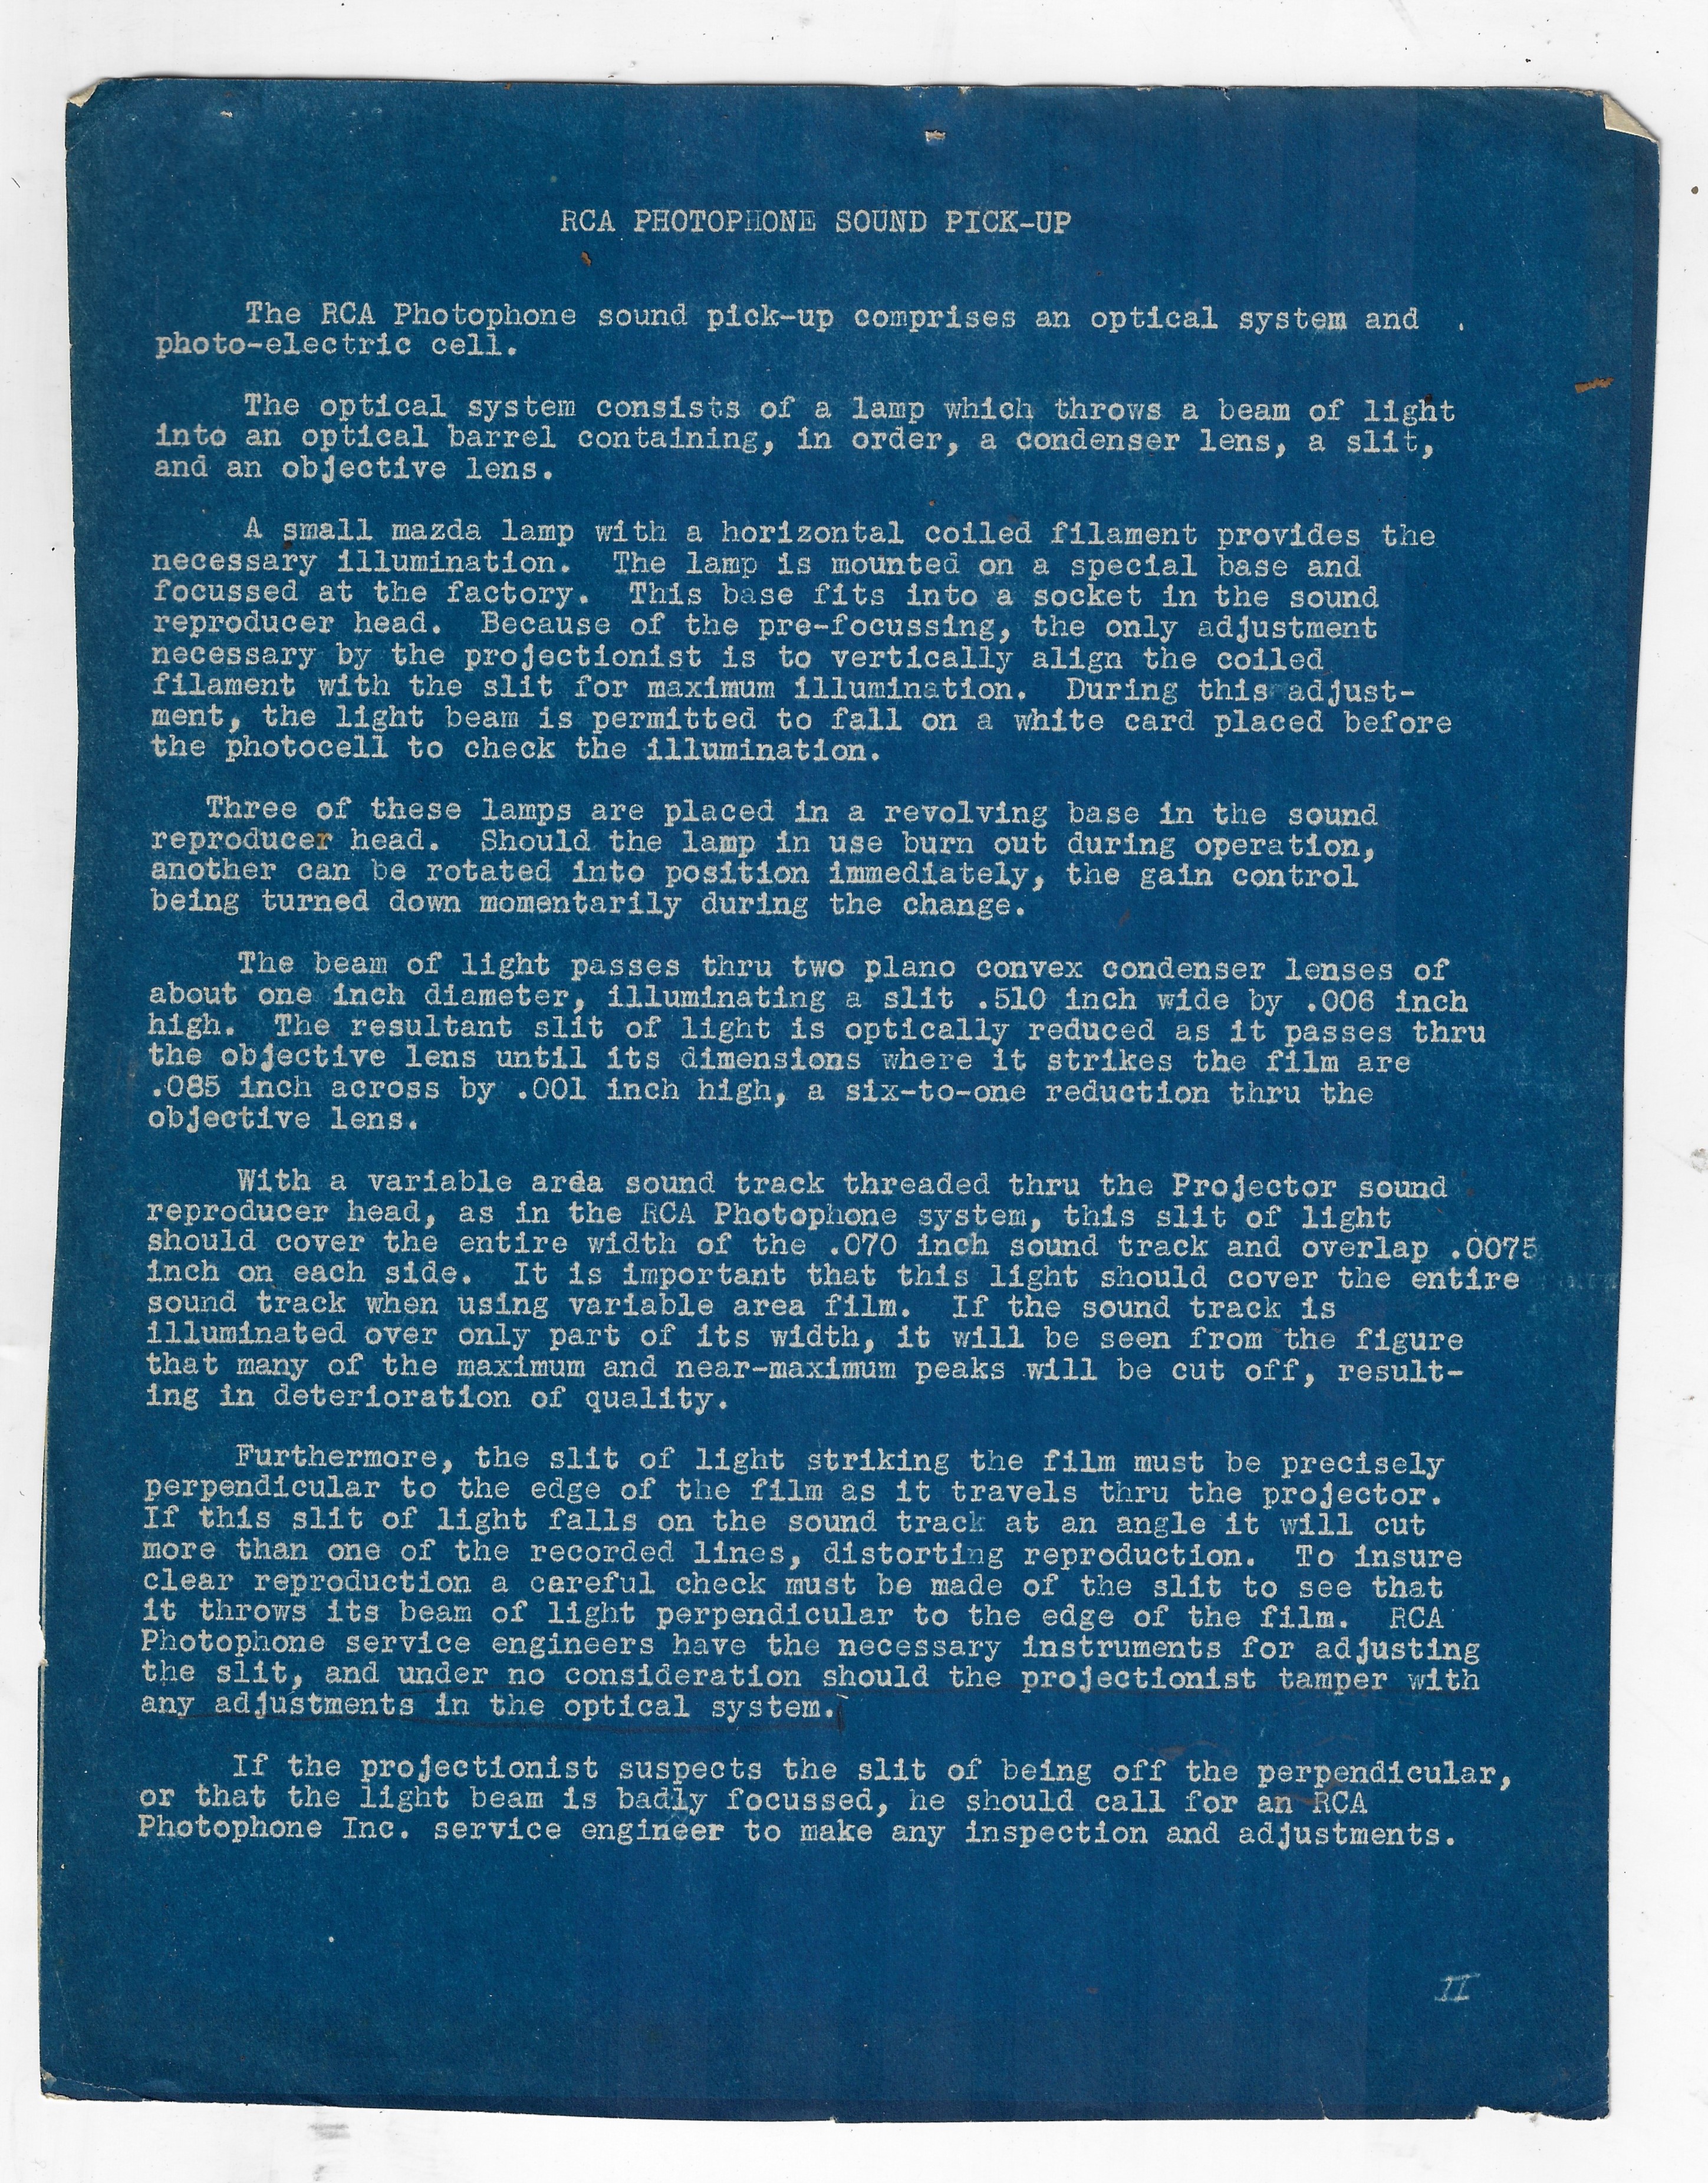 RCA PHOTOPHONE SOUND PICK-UP
The RCA Photophone sound pick-up comprises an optical system and
photo-electric cell.
The optical system consists of a lamp which throws a beam of light
into an optical barrel containing, in order, a condenser lens, a slit,
and an objective lens.
A small mazda lamp with a horizontal coiled filament provides the
necessary illumination. The lamp is mounted on a special base and
focussed at the factory. This base fits into a socket in the sound
reproducer head. Because of the pre-focussing, the only adjustment
necessary by the projectionist is to vertically align the coiled
filament with the slit for maximum illumination. During this adjust-
ment, the light beam is permitted to fall on a white card placed before
the photocell to check the illumination.
Three of these lamps are placed in a revolving base in the sound
reproducer head. Should the lamp in use burn out during operation,
another can be rotated into position immediately, the gain control
being turned down momentarily during the change.
The beam of light passes thru two plano convex condenser lenses of
about one inch diameter, illuminating a slit .510 inch wide by .006 inch
high. The resultant slit of light is optically reduced as it passes thru
the objective lens until its dimensions where it strikes the film are
.085 inch across by .001 inch high, a six-to-one reduction thru the
objective lens.
With a variable area sound track threaded thru the Projector sound
reproducer head, as in the RCA Photophone system, this slit of light
should cover the entire width of the .070 inch sound track and overlap .0075
inch on each side. It is important that this light should cover the entire
sound track when using variable area film. If the sound track is
illuminated over only part of its width, it will be seen from the figure
that many of the maximum and near-maximum peaks will be cut off, result-
ing in deterioration of quality.
Furthermore, the slit of light striking the film must be precisely
perpendicular to the edge of the film as it travels thru the projector.
If this slit of light falls on the sound track at an angle it will cut
more than one of the recorded lines, distorting reproduction. To insure
clear reproduction a careful check must be made of the slit to see that
it throws its beam of light perpendicular to the edge of the film. RCA
Photophone service engineers have the necessary instruments for adjusting
the slit, and under no consideration should the projectionist tamper with
any adjustments in the optical system.
If the projectionist suspects the slit of being off the perpendicular,
or that the light beam is badly focussed, he should call for an RCA
Photophone Inc. service engineer to make any inspection and adjustments.
II